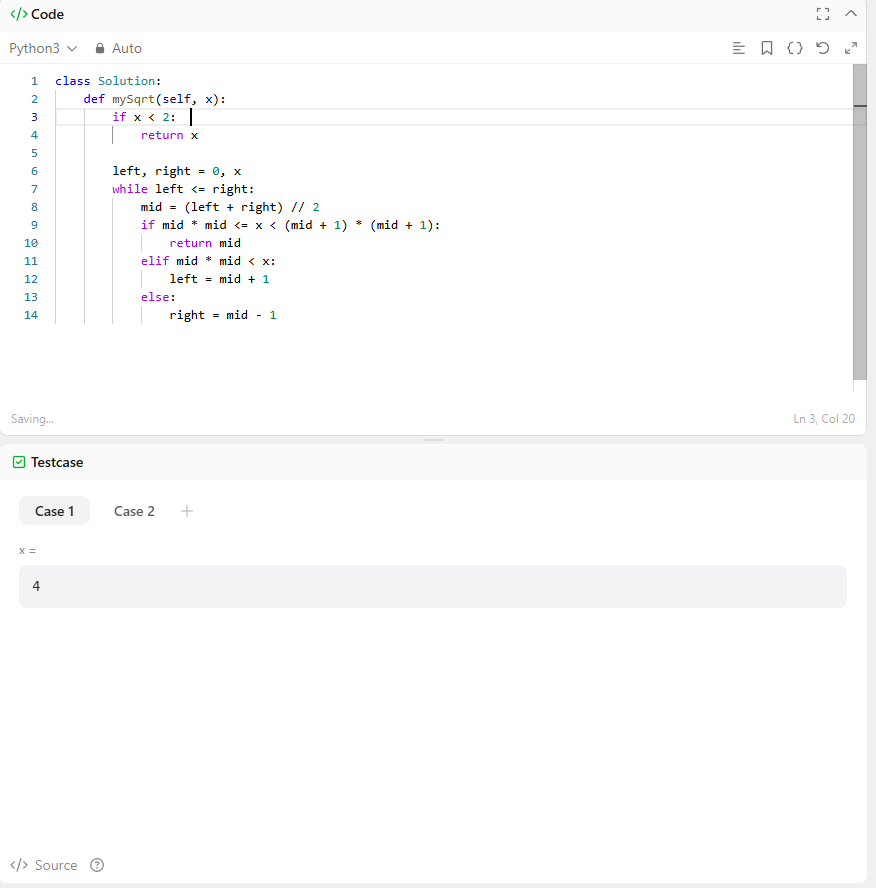 </> Code
Python3 Auto
1 class Solution:
2     def mySqrt(self, x):
3         if x < 2:
4             return x
5
6         left, right = 0, x
7         while left <= right:
8             mid = (left + right) // 2
9             if mid * mid <= x < (mid + 1) * (mid + 1):
10                 return mid
11             elif mid * mid < x:
12                 left = mid + 1
13             else:
14                 right = mid - 1
Saving... Ln 3, Col 20
Testcase
Case 1 Case 2 +
x =
4
</> Source ?